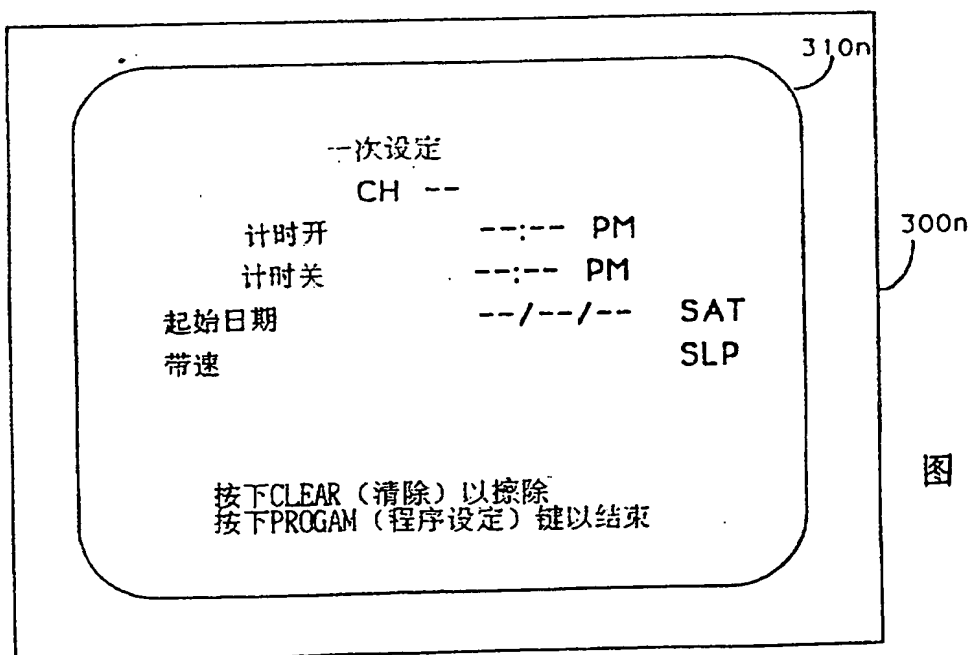 310n
一次设定
CH --
计时开 --:-- PM
300n
计时关 --:-- PM
起始日期 --/--/-- SAT
带速 SLP
图
按下CLEAR（清除）以擦除
按下PROGAM（程序设定）键以结束